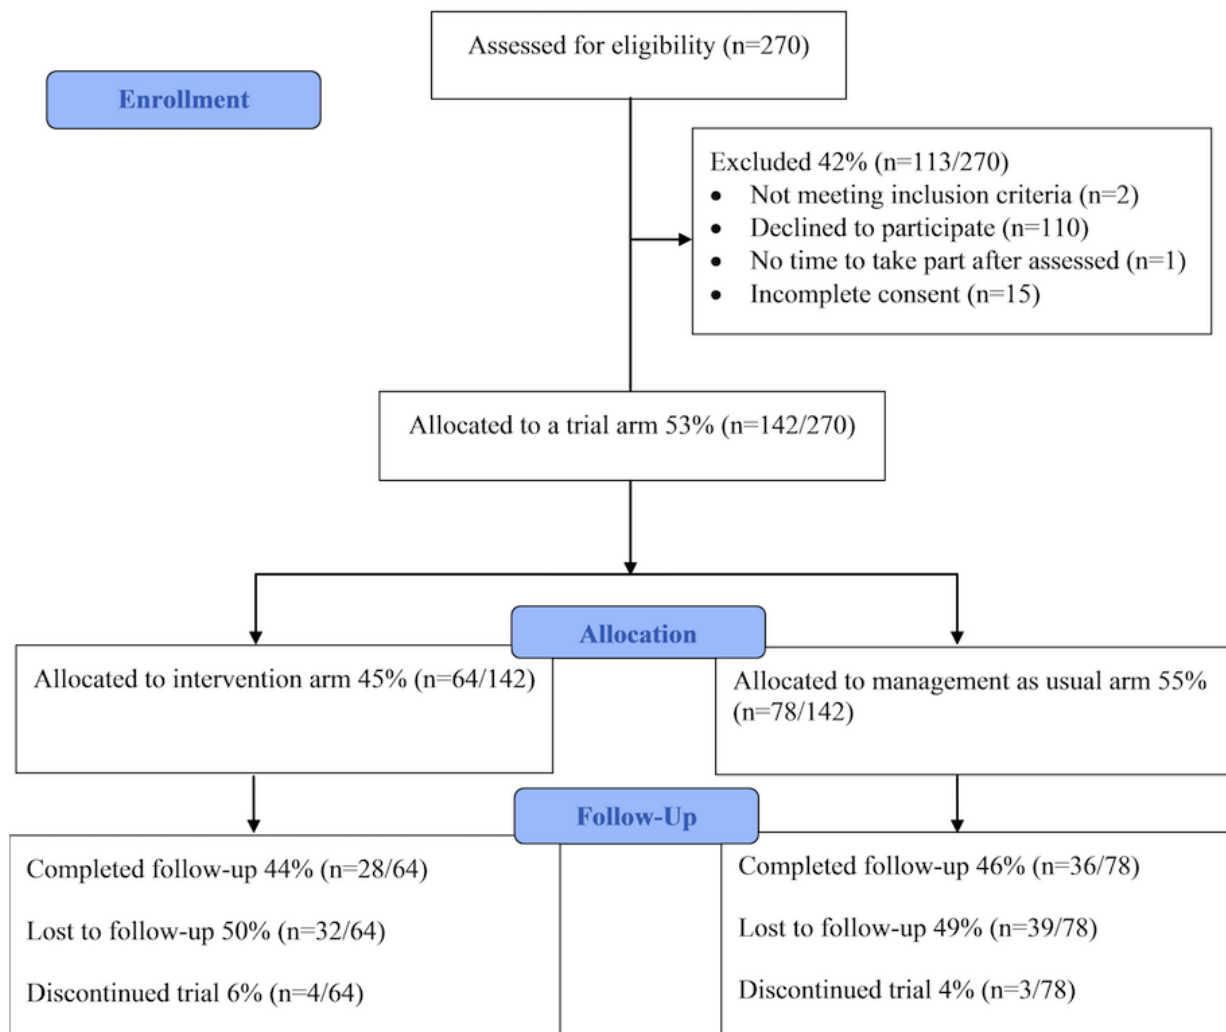 Assessed for eligibility (n=270)
Enrollment
Excluded 42% (n=113/270)
• Not meeting inclusion criteria (n=2)
• Declined to participate (n=110)
• No time to take part after assessed (n=1)
• Incomplete consent (n=15)
Allocated to a trial arm 53% (n=142/270)
Allocation
Allocated to intervention arm 45% (n=64/142)
Allocated to management as usual arm 55%
(n=78/142)
Follow-Up
Completed follow-up 44% (n=28/64)
Lost to follow-up 50% (n=32/64)
Discontinued trial 6% (n=4/64)
Completed follow-up 46% (n=36/78)
Lost to follow-up 49% (n=39/78)
Discontinued trial 4% (n=3/78)